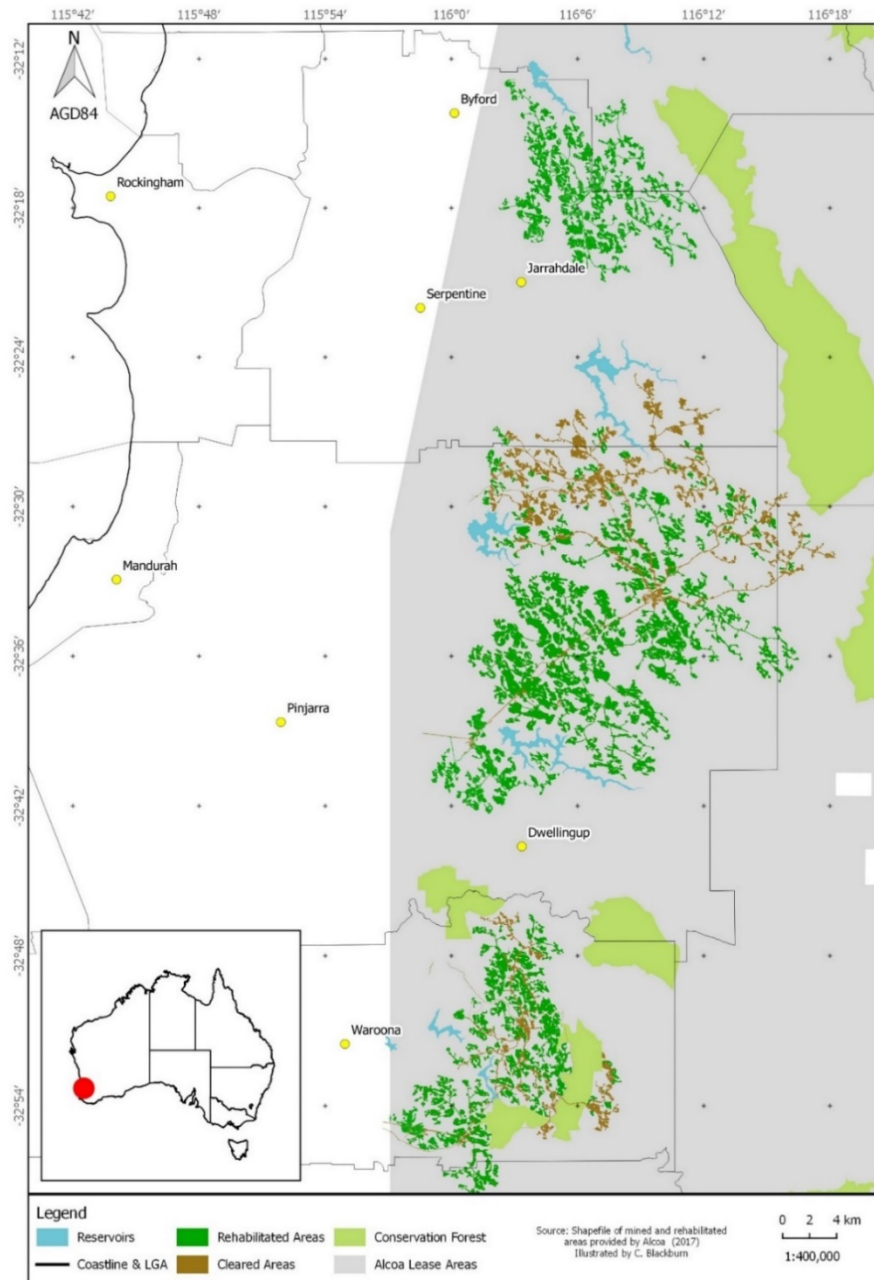 115°42' 115°48' 115°54' 116°00' 116°6' 116°12' 116°18'
-32°12'
N
AGD84
Byford
Rockingham
-32°18'
Jarrahdale
Serpentine
-32°24'
-32°30'
Mandurah
-32°36'
Pinjarra
-32°42'
Dwellingup
-32°48'
Waroona
-32°54'
Legend
Reservoirs Rehabilitated Areas Conservation Forest
Coastline & LGA Cleared Areas Alcoa Lease Areas
Source: Shapefile of mined and rehabilitated
areas provided by Alcoa (2017)
Illustrated by C. Blackburn
0 2 4 km
1:400,000